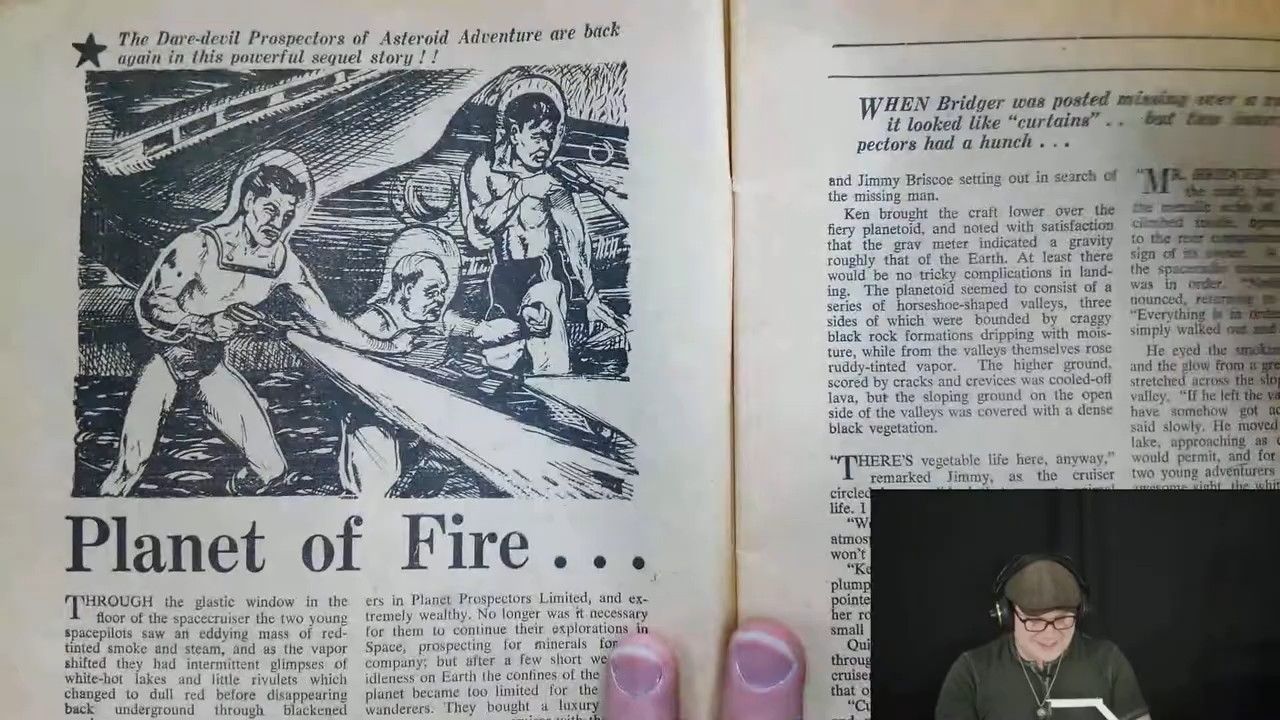 The Dare-devil Prospectors of Asteroid Adventure are back
again in this powerful sequel story ! !
Planet of Fire . . .
THROUGH the glastic window in the
floor of the spacecruiser the two young
spacepilots saw an eddying mass of red-
tinted smoke and steam, and as the vapor
shifted they had intermittent glimpses of
white-hot lakes and little rivulets which
changed to dull red before disappearing
back underground through blackened
ers in Planet Prospectors Limited, and ex-
tremely wealthy. No longer was it necessary
for them to continue their explorations in
Space, prospecting for minerals for
company; but after a few short we
idleness on Earth the confines of the
planet became too limited for the
wanderers. They bought a luxury
WHEN Bridger was posted missing over a
it looked like "curtains" . . but two
pectors had a hunch . . .
and Jimmy Briscoe setting out in search of
the missing man.
Ken brought the craft lower over the
fiery planetoid, and noted with satisfaction
that the grav meter indicated a gravity
roughly that of the Earth. At least there
would be no tricky complications in land-
ing. The planetoid seemed to consist of a
series of horseshoe-shaped valleys, three
sides of which were bounded by craggy
black rock formations dripping with mois-
ture, while from the valleys themselves rose
ruddy-tinted vapor. The higher ground,
scored by cracks and crevices was cooled-off
lava, but the sloping ground on the open
side of the valleys was covered with a dense
black vegetation.
"THERE'S vegetable life here, anyway,"
remarked Jimmy, as the cruiser
circled
life. I
"W
atmos
won't
"Ke
plump
pointe
her ro
small
Qui
throug
cruise
that o
"Cu
the metallic
climbed
to the rear
sign of
the
was in order.
nounced, returning
"Everything is in order
simply walked out and
He eyed the smokin
and the glow from a gre
stretched across the slo
valley. "If he left the va
have somehow got a
said slowly. He moved
lake, approaching as
would permit, and for
two young adventurers
awesome sight, the whit